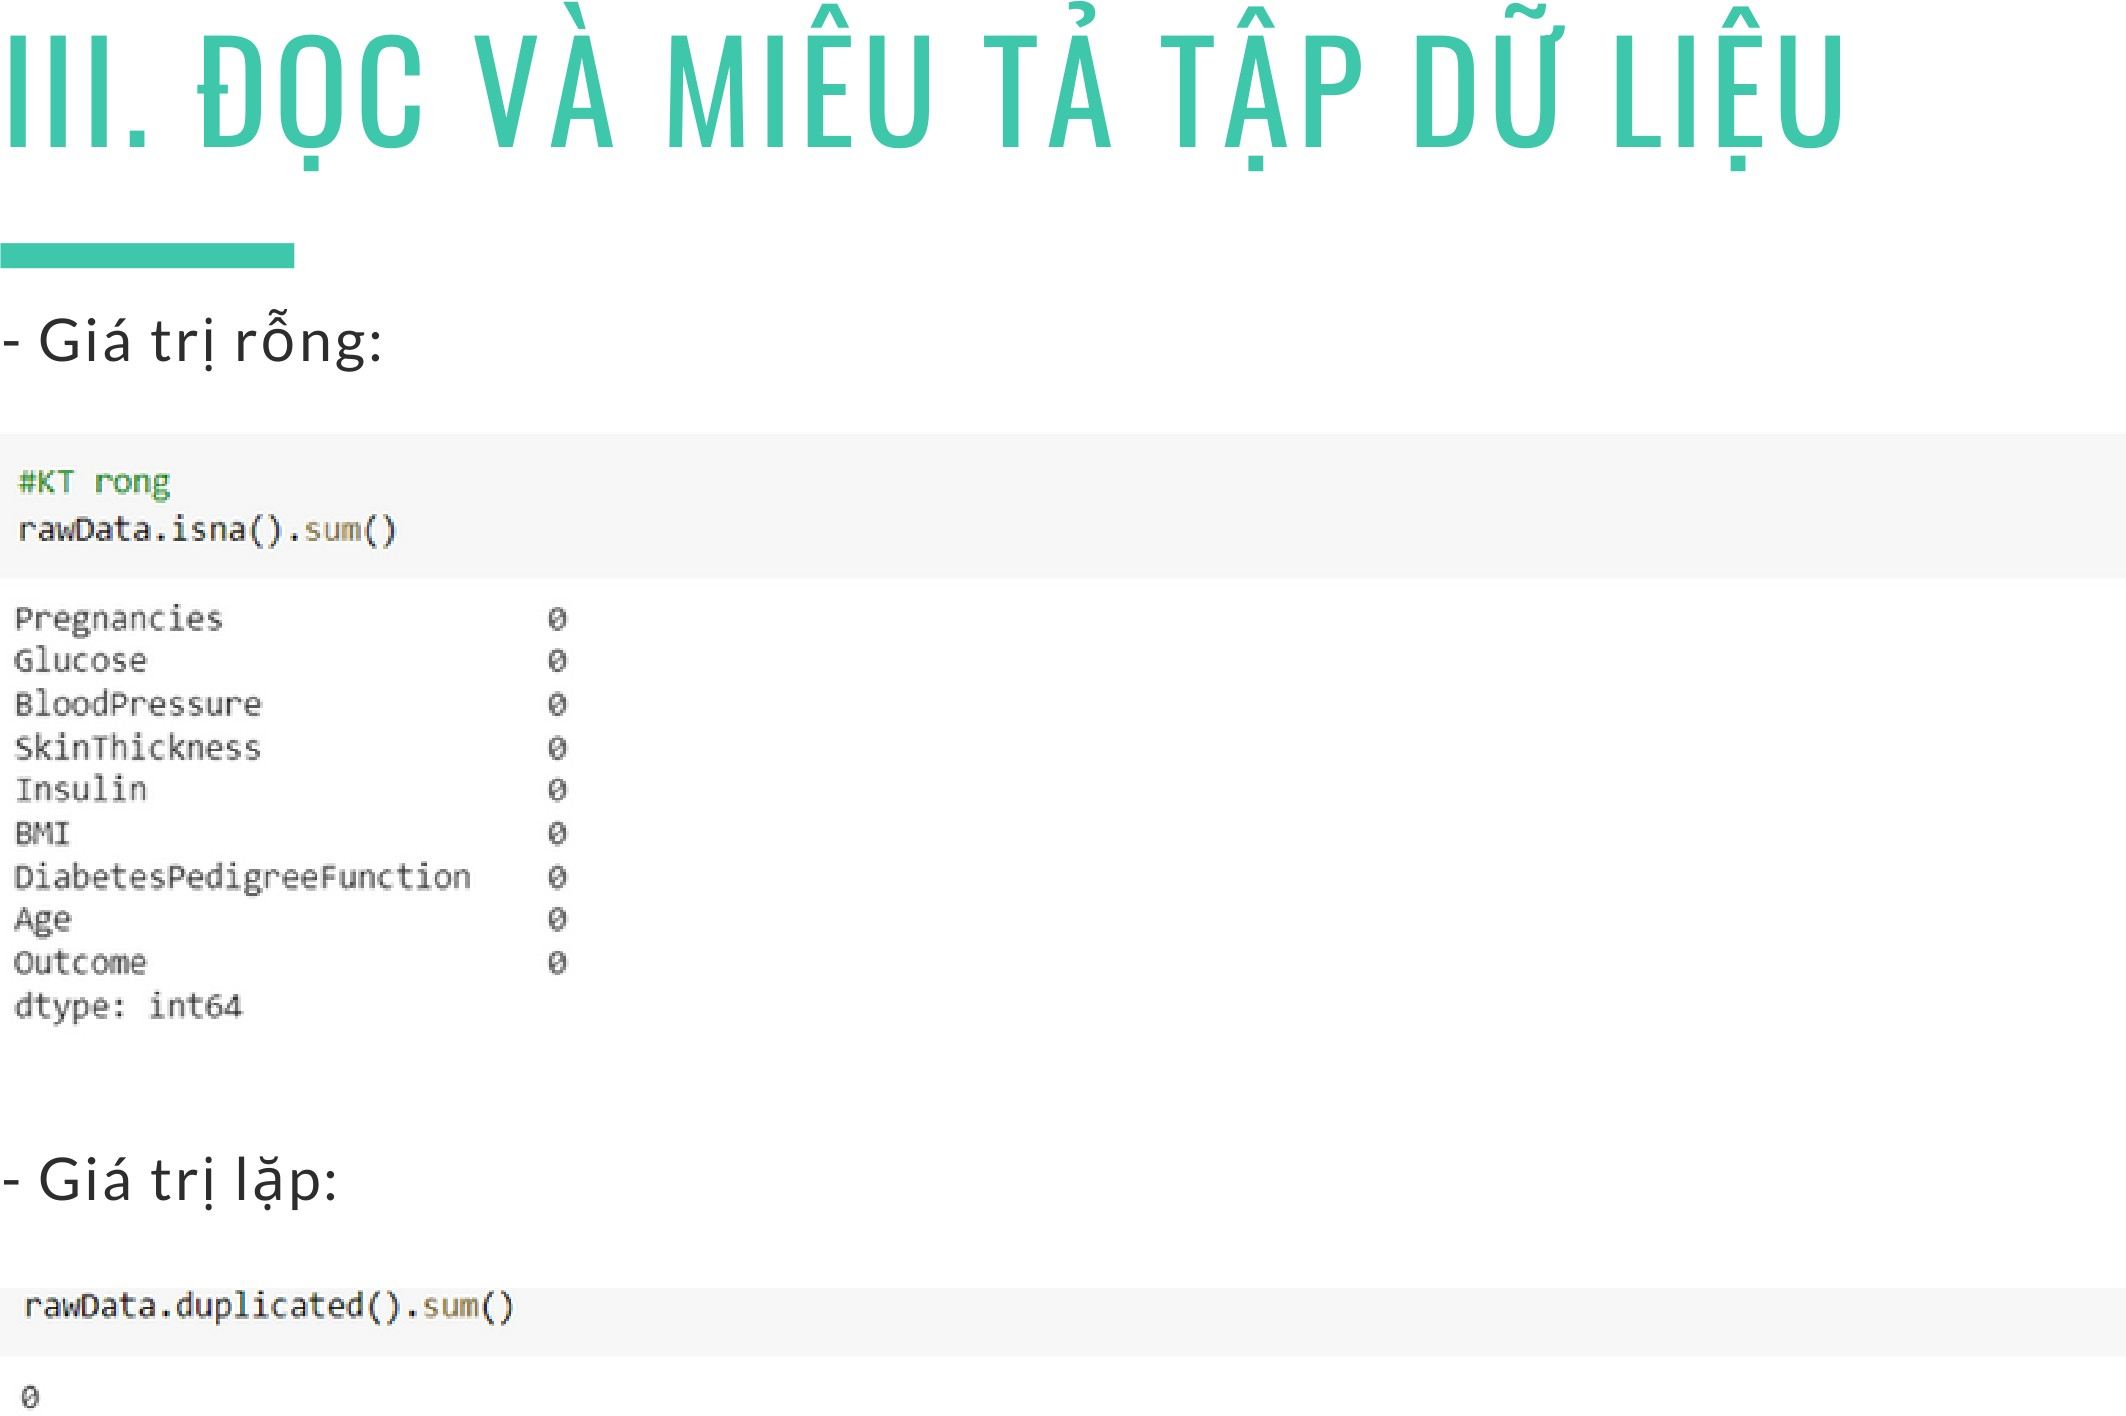 III. ĐỌC VÀ MIÊU TẢ TẬP DỮ LIỆU
- Giá trị rỗng:
#KT rong
rawData.isna().sum()
Pregnancies 0
Glucose 0
BloodPressure 0
SkinThickness 0
Insulin 0
BMI 0
DiabetesPedigreeFunction 0
Age 0
Outcome 0
dtype: int64
- Giá trị lặp:
rawData.duplicated().sum()
0